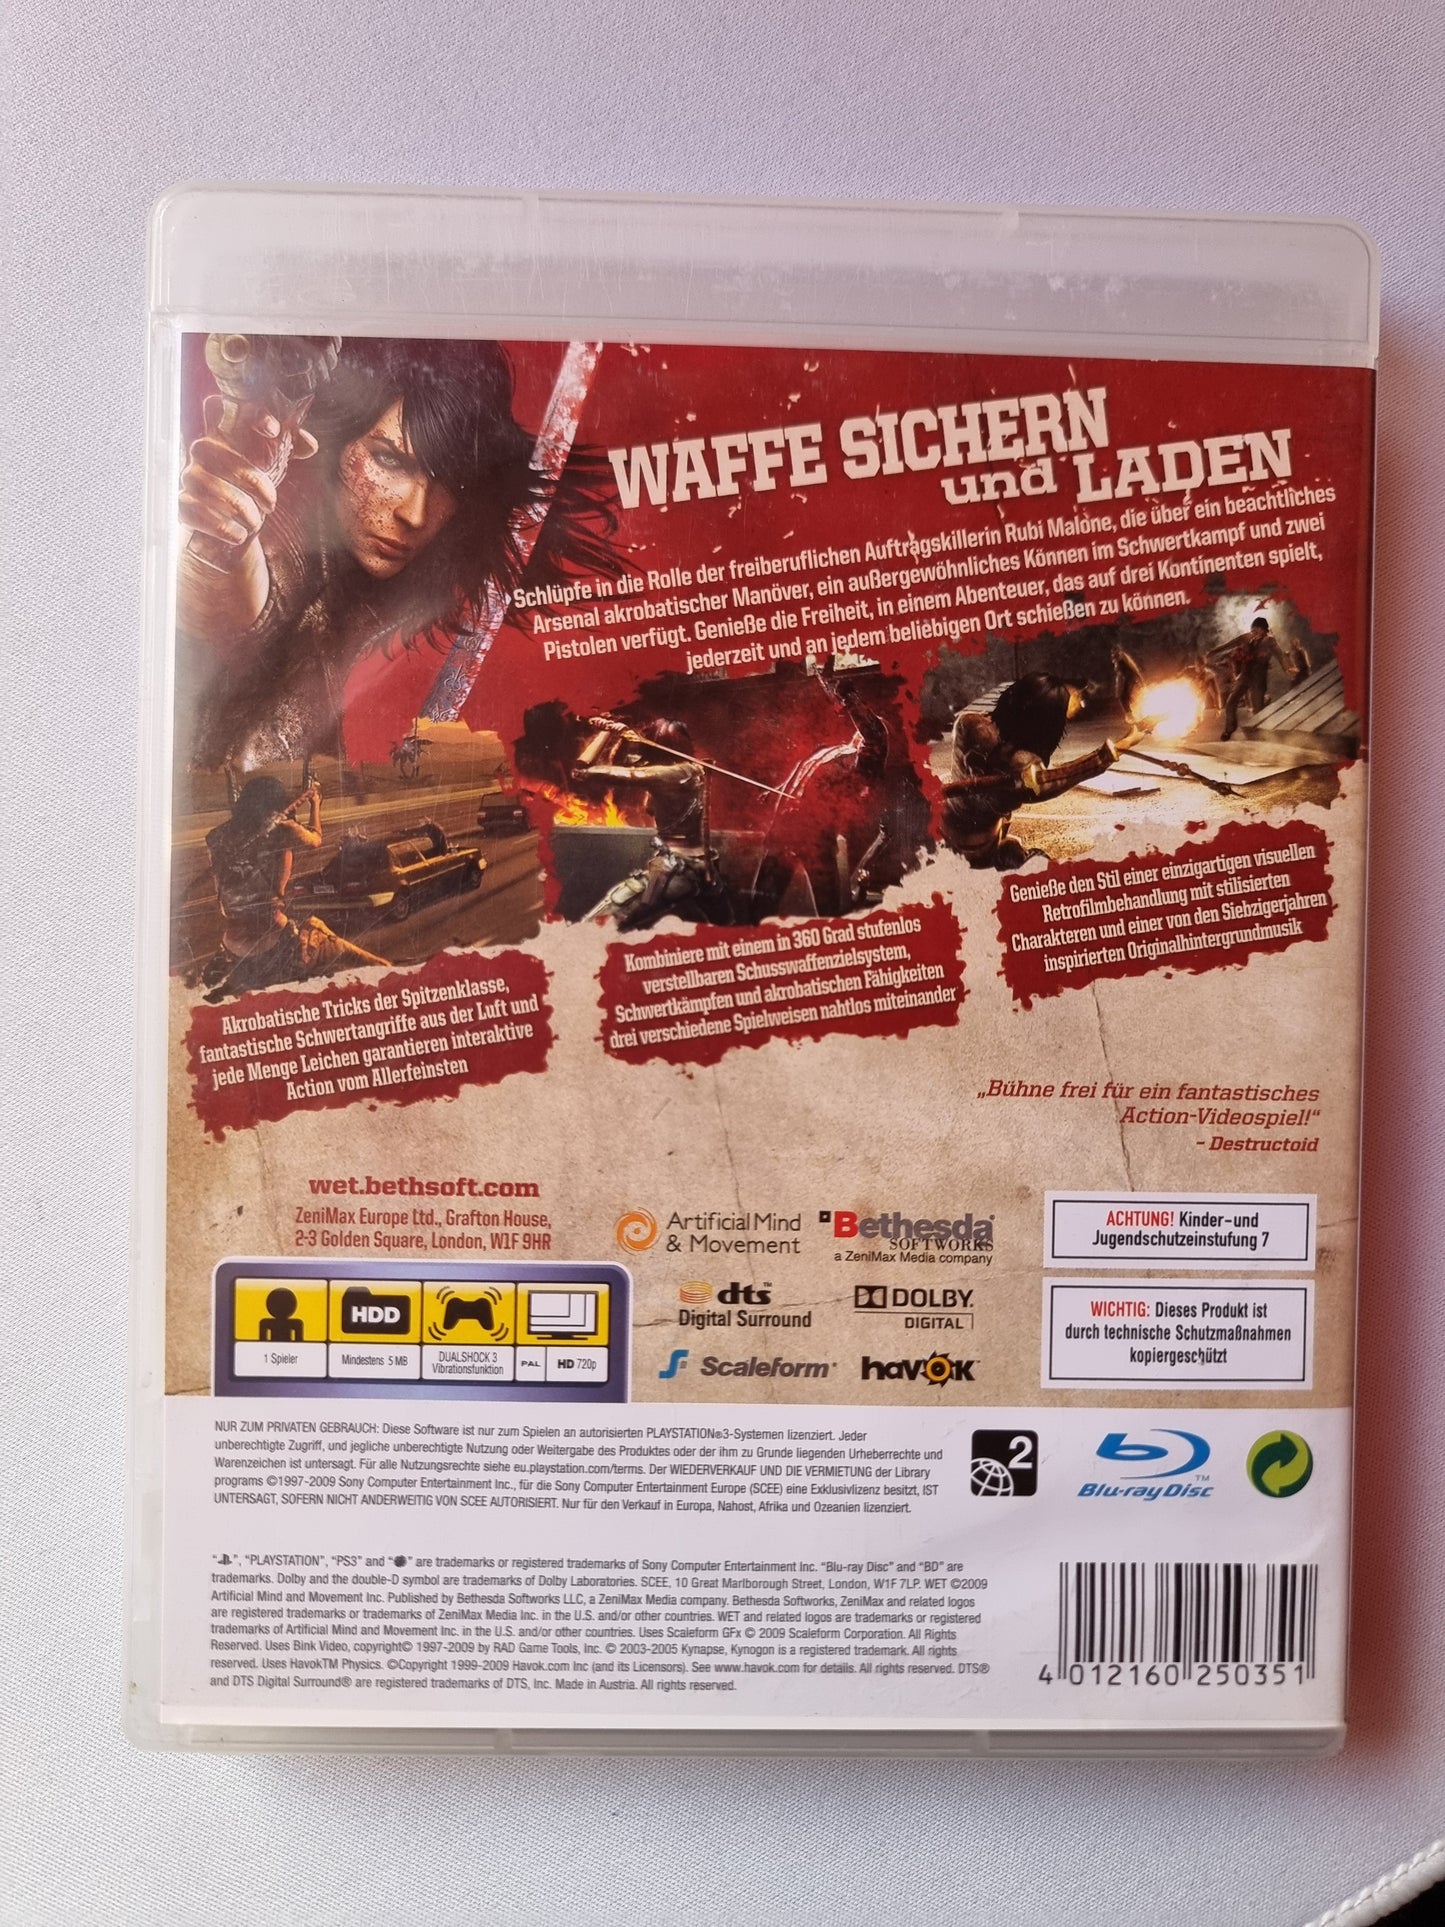 WAFFE SICHERN
und LADEN
Schlüpfe in die Rolle der freiberuflichen Auftragskillerin Rubi Malone, die über ein beachtliches
Arsenal akrobatischer Manöver, ein außergewöhnliches Können im Schwertkampf und zwei
Pistolen verfügt. Genieße die Freiheit, in einem Abenteuer, das auf drei Kontinenten spielt,
jederzeit und an jedem beliebigen Ort schießen zu können.
Akrobatische Tricks der Spitzenklasse,
fantastische Schwertangriffe aus der Luft und
jede Menge Leichen garantieren interaktive
Action vom Allerfeinsten
Kombiniere mit einem in 360 Grad stufenlos
verstellbaren Schusswaffenzielsystem,
Schwertkämpfen und akrobatischen Fähigkeiten
drei verschiedene Spielweisen nahtlos miteinander
Genieße den Stil einer einzigartigen visuellen
Retrofilmbehandlung mit stilisierten
Charakteren und einer von den Siebzigerjahren
inspirierten Originalhintergrundmusik
„Bühne frei für ein fantastisches
Action-Videospiel!“
– Destructoid
wet.bethsoft.com
ZeniMax Europe Ltd., Grafton House,
2-3 Golden Square, London, W1F 9HR
Artificial Mind
& Movement
Bethesda
SOFTWORKS
a ZeniMax Media company
ACHTUNG! Kinder-und
Jugendschutzeinstufung 7
dts™
Digital Surround
DOLBY.
DIGITAL
WICHTIG: Dieses Produkt ist
durch technische Schutzmaßnahmen
kopiergeschützt
HDD
1 Spieler
Mindestens 5 MB
DUALSHOCK 3
Vibrationsfunktion
PAL
HD 720p
Scaleform
havok
NUR ZUM PRIVATEN GEBRAUCH: Diese Software ist nur zum Spielen an autorisierten PLAYSTATION®3-Systemen lizenziert. Jeder
unberechtigte Zugriff, und jegliche unberechtigte Nutzung oder Weitergabe des Produktes oder der ihm zu Grunde liegenden Urheberrechte und
Warenzeichen ist untersagt. Für alle Nutzungsrechte siehe eu.playstation.com/terms. Der WIEDERVERKAUF UND DIE VERMIETUNG der Library
programs ©1997-2009 Sony Computer Entertainment Inc., für die Sony Computer Entertainment Europe (SCEE) eine Exklusivlizenz besitzt, IST
UNTERSAGT, SOFERN NICHT ANDERWEITIG VON SCEE AUTORISIERT. Nur für den Verkauf in Europa, Nahost, Afrika und Ozeanien lizenziert.
2
Blu-ray Disc™
“ ”, “PLAYSTATION”, “PS3” and “ ” are trademarks or registered trademarks of Sony Computer Entertainment Inc. “Blu-ray Disc” and “BD” are
trademarks. Dolby and the double-D symbol are trademarks of Dolby Laboratories. SCEE, 10 Great Marlborough Street, London, W1F 7LP. WET ©2009
Artificial Mind and Movement Inc. Published by Bethesda Softworks LLC, a ZeniMax Media company. Bethesda Softworks, ZeniMax and related logos
are registered trademarks or trademarks of ZeniMax Media Inc. in the U.S. and/or other countries. WET and related logos are trademarks or registered
trademarks of Artificial Mind and Movement Inc. in the U.S. and/or other countries. Uses Scaleform GFx © 2009 Scaleform Corporation. All Rights
Reserved. Uses Bink Video, copyright© 1997-2009 by RAD Game Tools, Inc. © 2003-2005 Kynapse, Kynogon is a registered trademark. All rights
reserved. Uses HavokTM Physics. ©Copyright 1999-2009 Havok.com Inc (and its Licensors). See www.havok.com for details. All rights reserved. DTS®
and DTS Digital Surround® are registered trademarks of DTS, Inc. Made in Austria. All rights reserved.
4 012160 250351